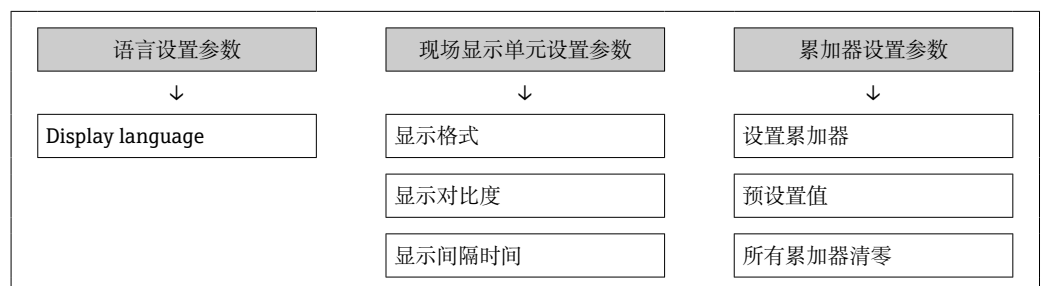 语言设置参数
现场显示单元设置参数
累加器设置参数
↓
↓
↓
Display language
显示格式
设置累加器
显示对比度
预设置值
显示间隔时间
所有累加器清零